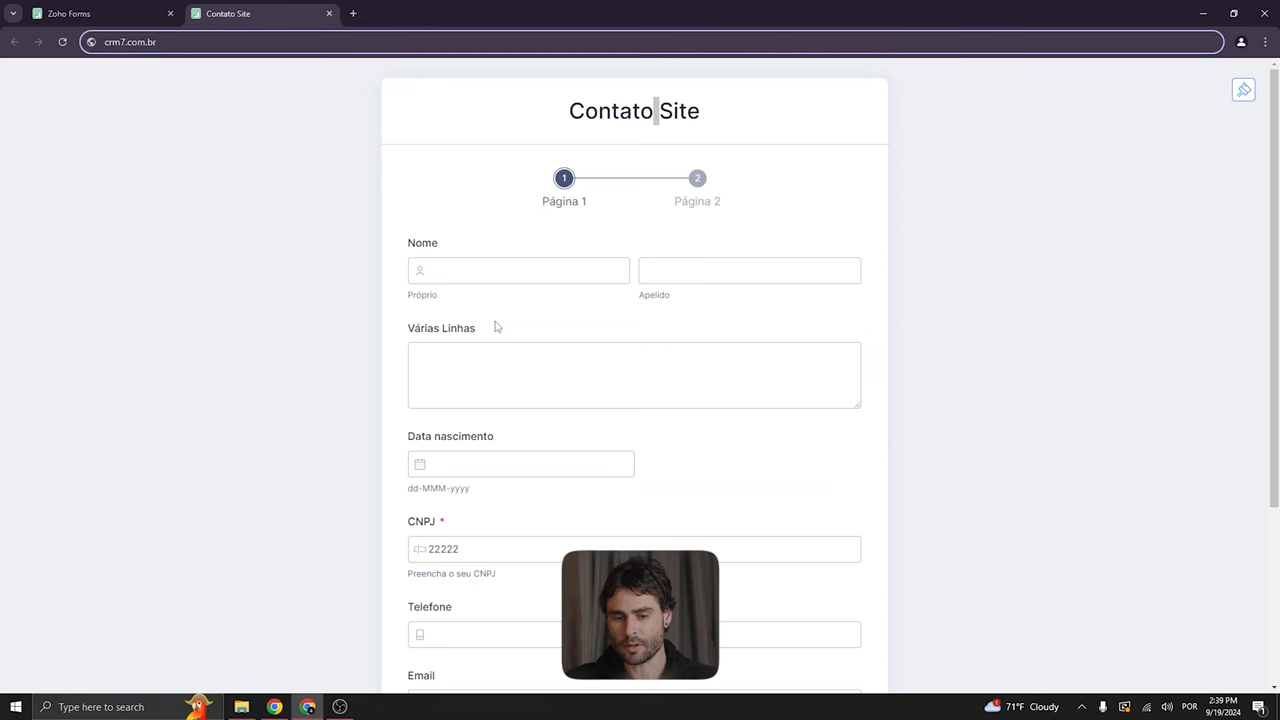 Zoho Forms
Contato Site
crm7.com.br
Contato Site
1
2
Página 1
Página 2
Nome
Próprio
Apelido
Várias Linhas
Data nascimento
dd-MMM-yyyy
CNPJ *
22222
Preencha o seu CNPJ
Telefone
Email
Type here to search
71°F Cloudy
POR
2:39 PM
9/19/2024